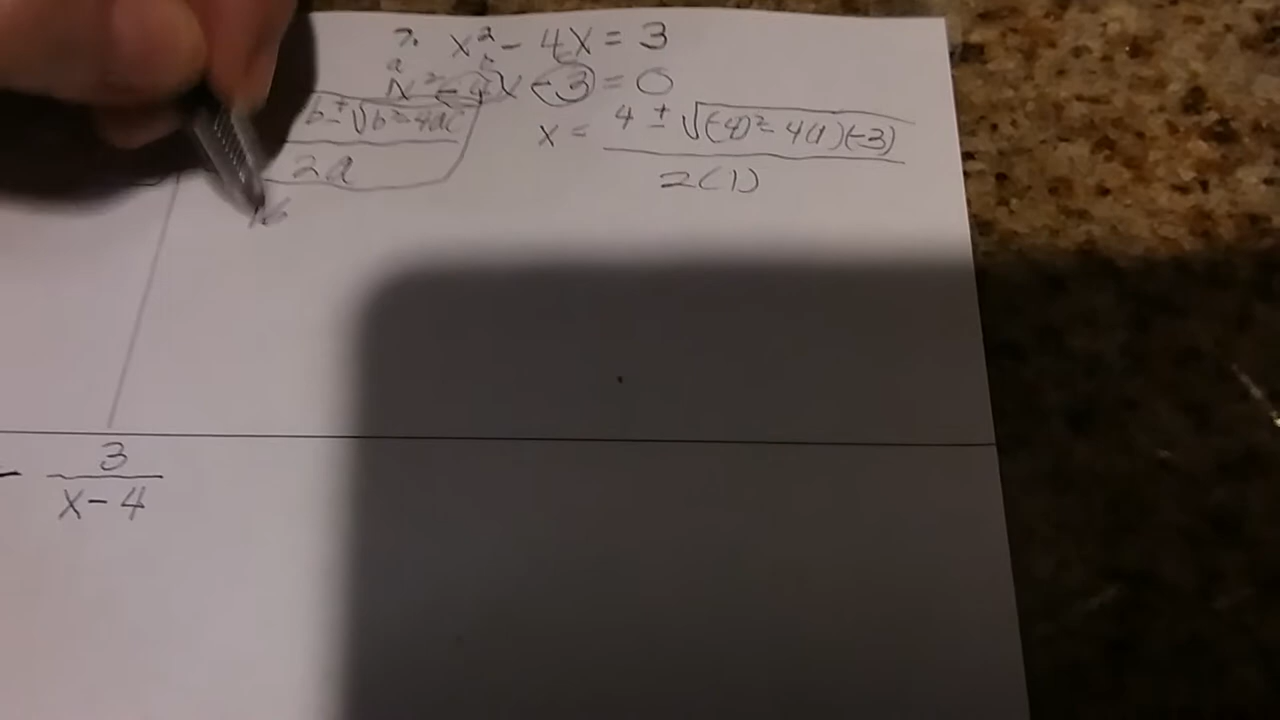 7. x² - 4x = 3
a b
x² - 4x - 3 = 0
b ± √b² - 4ac
2a
x = 4 ± √(-4)² - 4(1)(-3)
2(1)
16
- 3
x - 4